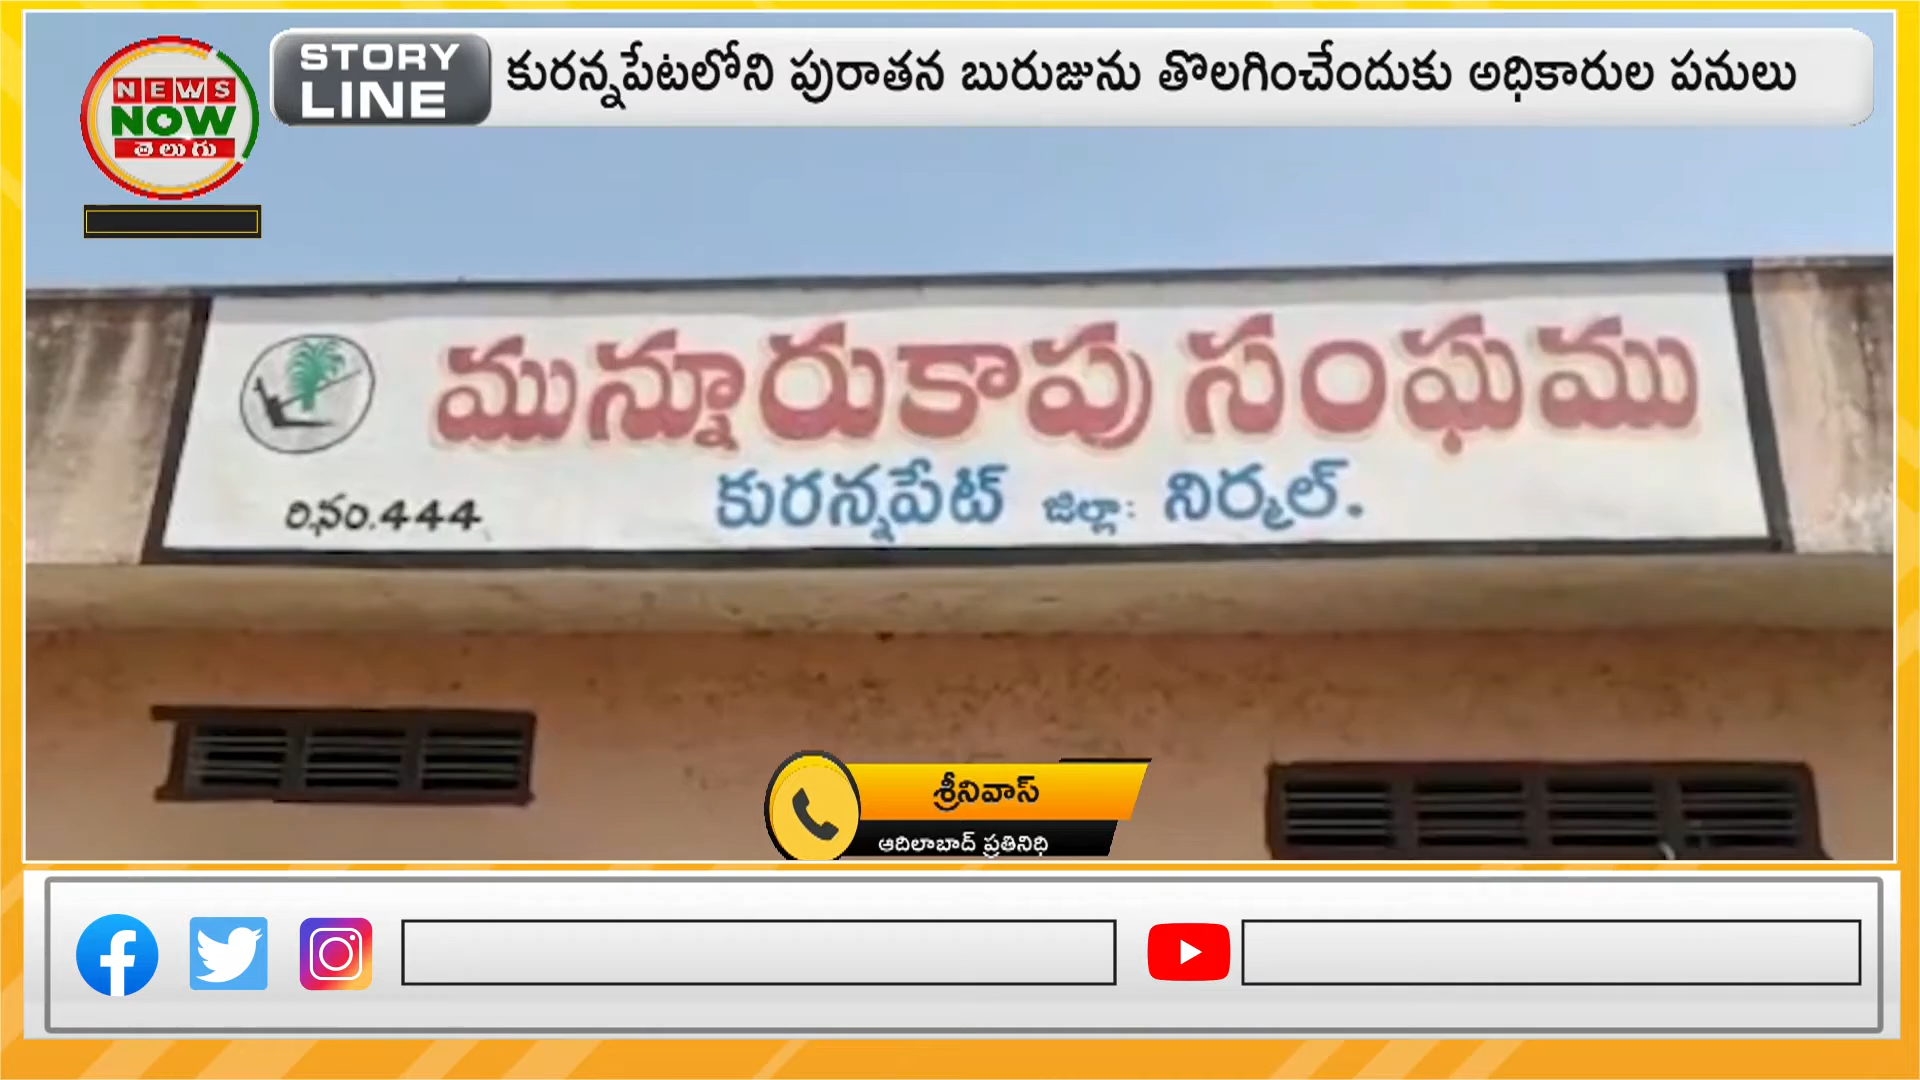 NEWS
NOW
తెలుగు
STORY
LINE
కురన్నపేటలోని పురాతన బురుజును తొలగించేందుకు అధికారుల పనులు
మున్నూరుకాపు సంఘము
రి.నం.444
కురన్నపేట్ జిల్లా: నిర్మల్.
శ్రీనివాస్
ఆదిలాబాద్ ప్రతినిధి